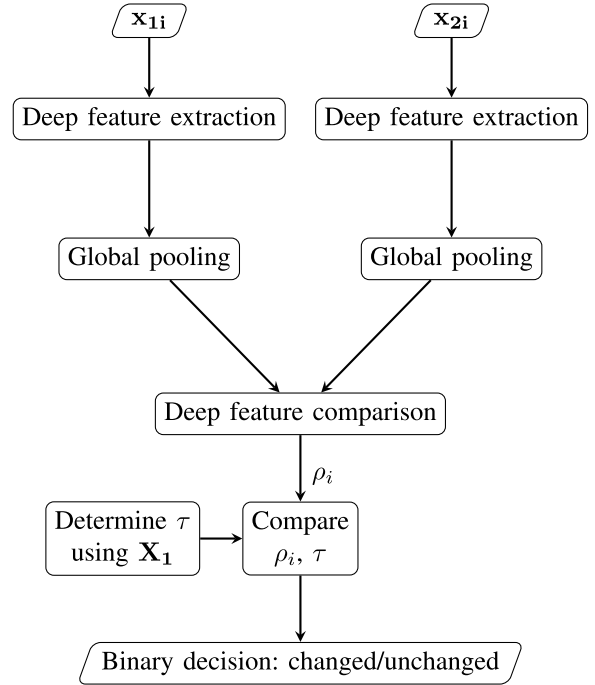 x1i
x2i
Deep feature extraction
Deep feature extraction
Global pooling
Global pooling
Deep feature comparison
ρi
Determine τ
using X1
Compare
ρi, τ
Binary decision: changed/unchanged